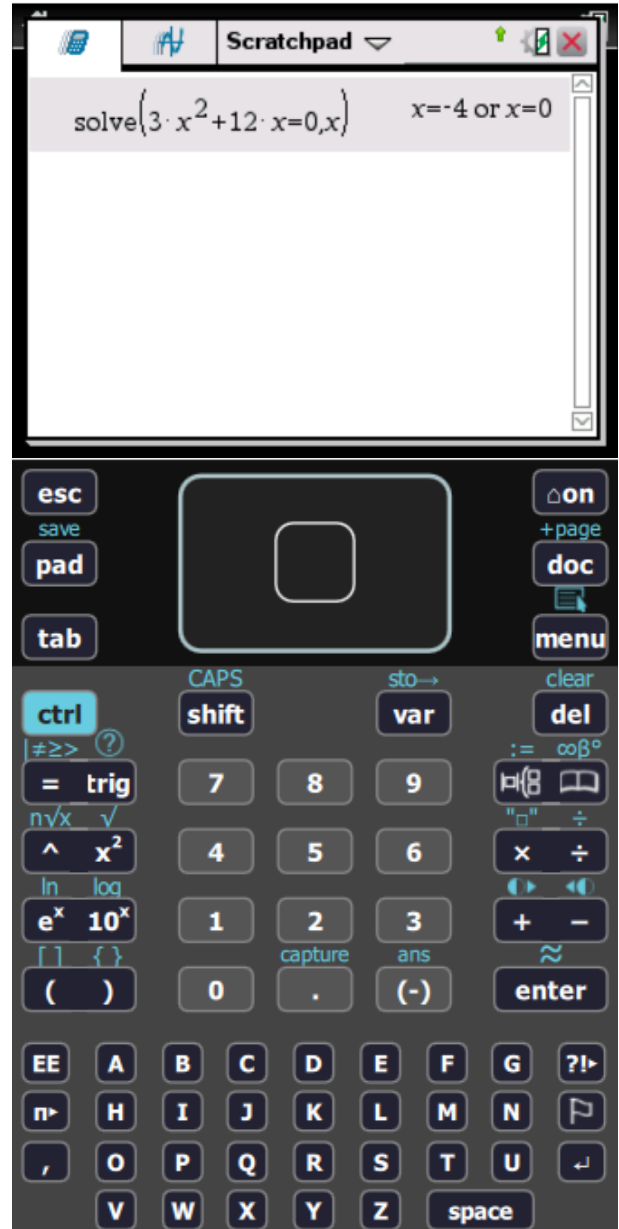 Scratchpad
solve(3·x²+12·x=0,x) x=-4 or x=0
esc ⌂on
save +page
pad doc
tab menu
CAPS sto→ clear
ctrl shift var del
|≠≥> ? := ∞β°
= trig 7 8 9
n√x √ "□" ÷
^ x² 4 5 6 × ÷
ln log
eˣ 10ˣ 1 2 3 + −
[ ] { } capture ans ≈
( ) 0 . (-) enter
EE A B C D E F G ?!▸
π▸ H I J K L M N
, O P Q R S T U ↵
V W X Y Z space